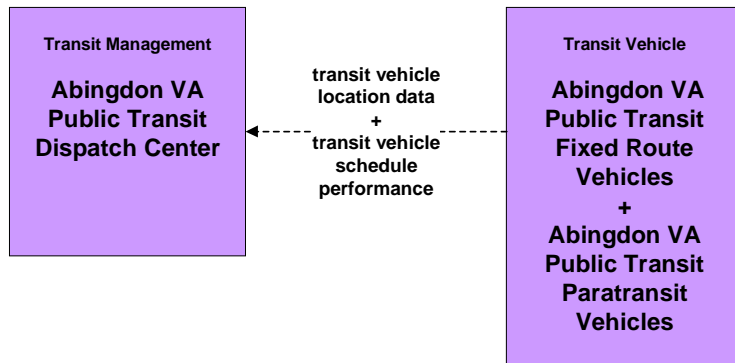 Transit Management
Abingdon VA
Public Transit
Dispatch Center
transit vehicle
location data
+
transit vehicle
schedule
performance
Transit Vehicle
Abingdon VA
Public Transit
Fixed Route
Vehicles
+
Abingdon VA
Public Transit
Paratransit
Vehicles